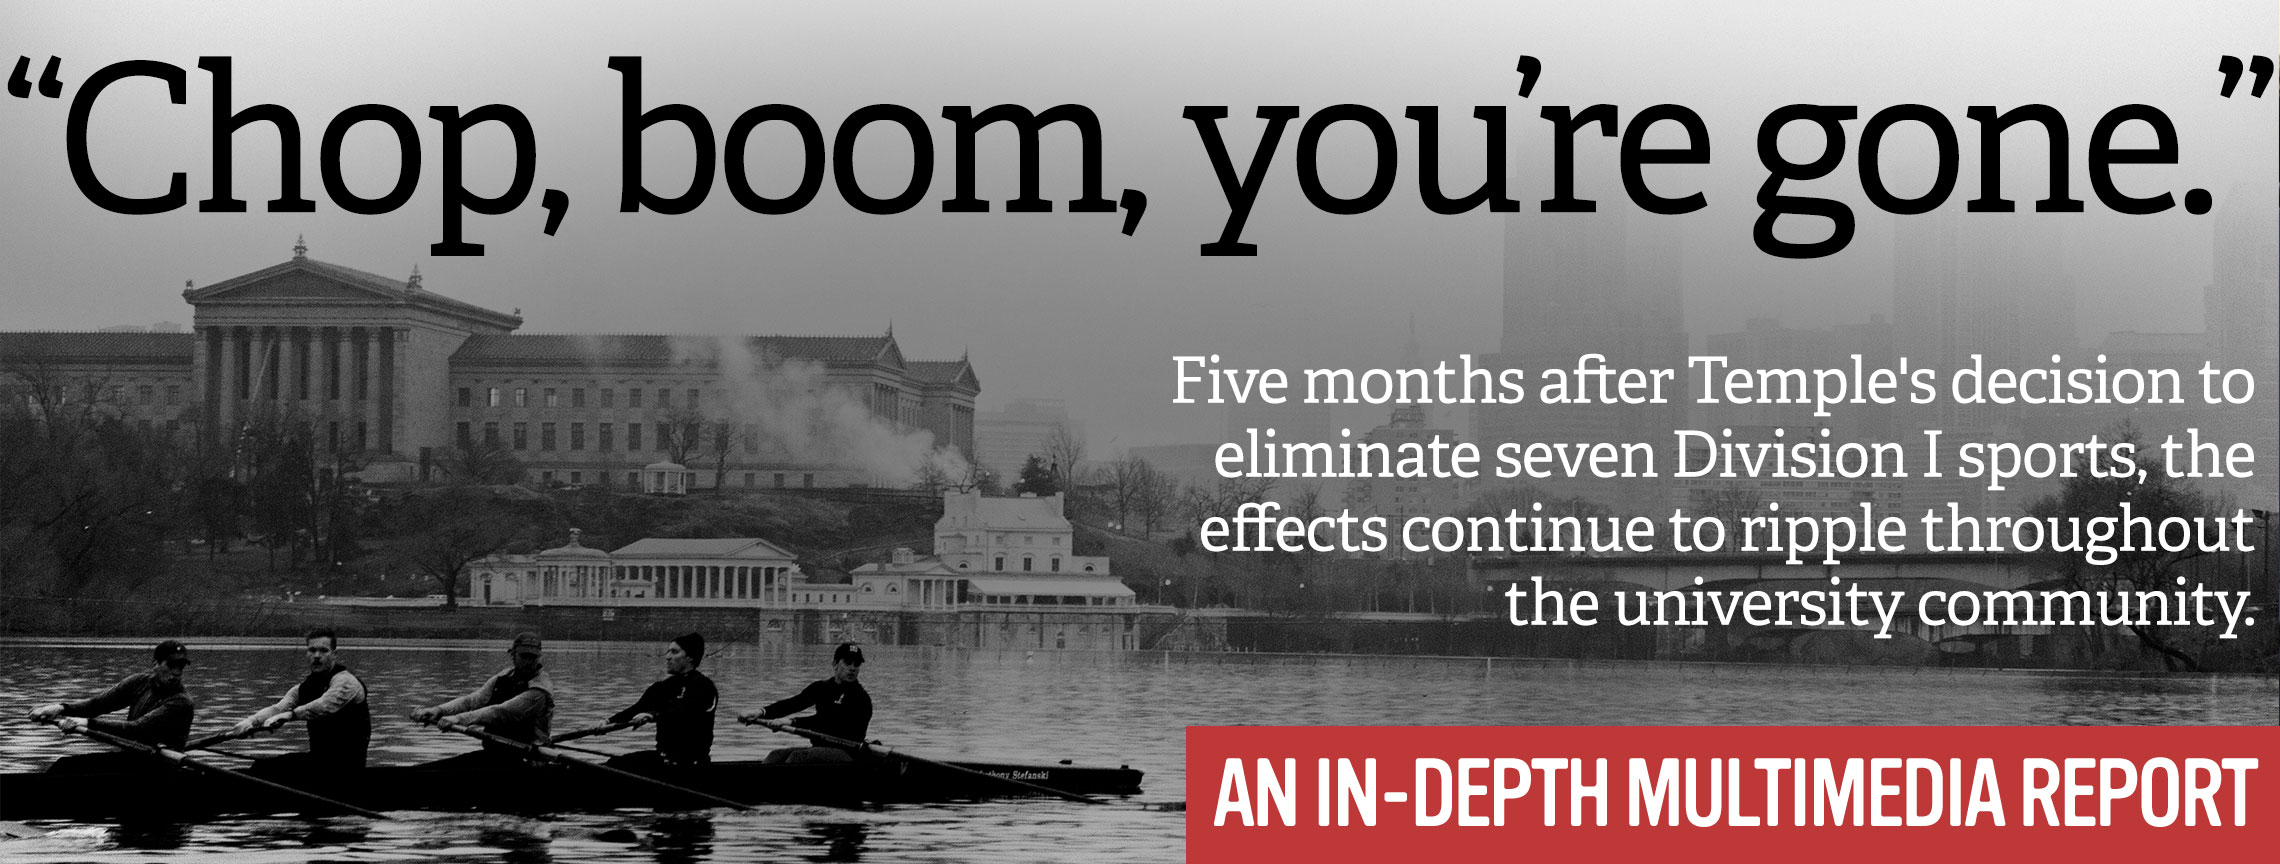 “Chop, boom, you’re gone.”
Five months after Temple's decision to
eliminate seven Division I sports, the
effects continue to ripple throughout
the university community.
Stefanski
AN IN-DEPTH MULTIMEDIA REPORT